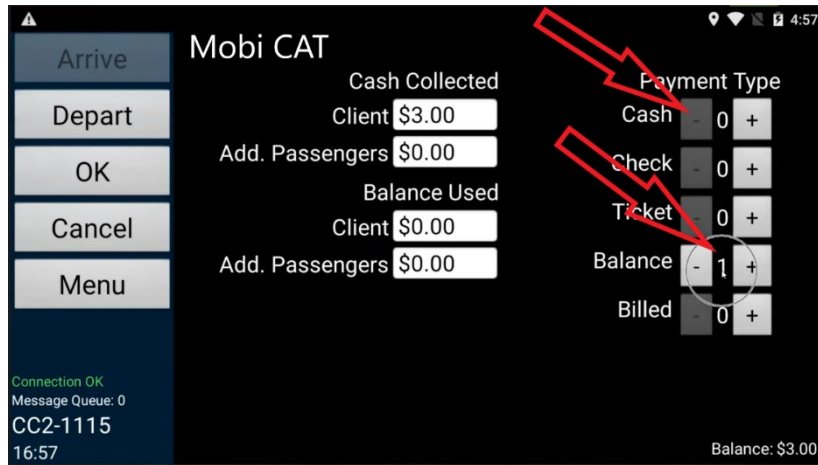 4:57
Arrive
Depart
OK
Cancel
Menu
Connection OK
Message Queue: 0
CC2-1115
16:57
Mobi CAT
Cash Collected
Client $3.00
Add. Passengers $0.00
Balance Used
Client $0.00
Add. Passengers $0.00
Payment Type
Cash - 0 +
Check - 0 +
Ticket - 0 +
Balance - 1 +
Billed - 0 +
Balance: $3.00